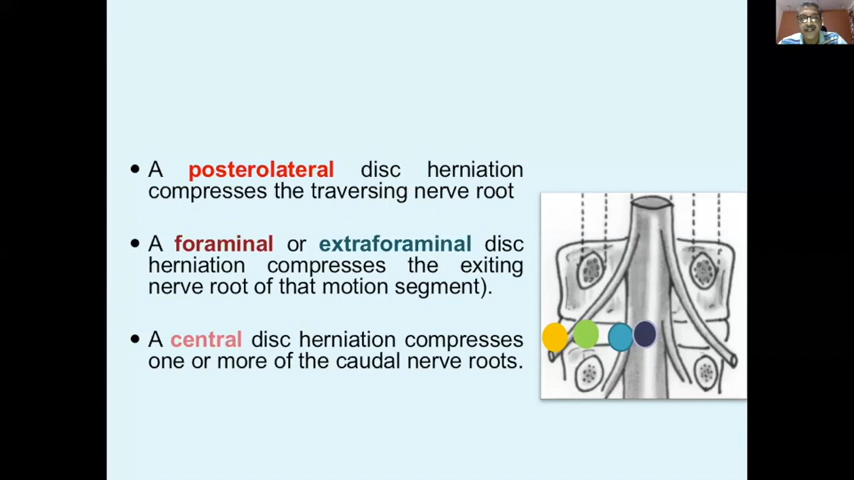 • A posterolateral disc herniation
compresses the traversing nerve root
• A foraminal or extraforaminal disc
herniation compresses the exiting
nerve root of that motion segment).
• A central disc herniation compresses
one or more of the caudal nerve roots.